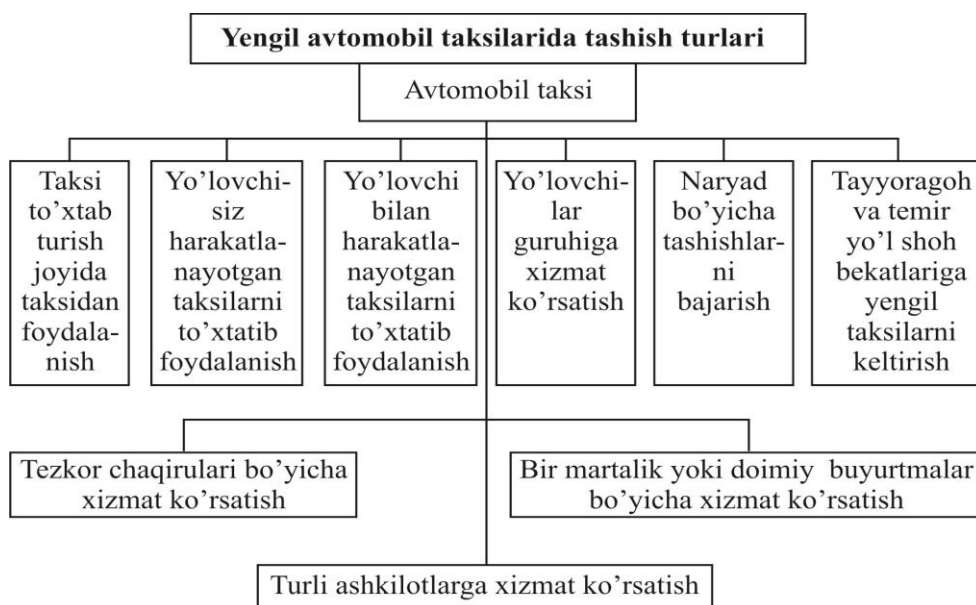 Yengil avtomobil taksilarida tashish turlari
Avtomobil taksi
Taksi
to'xtab
turish
joyida
taksidan
foydala-
nish
Yo'lovchi-
siz
harakatla-
nayotgan
taksilarni
to'xtatib
foydalanish
Yo'lovchi
bilan
harakatla-
nayotgan
taksilarni
to'xtatib
foydalanish
Yo'lovchi-
lar
guruhiga
xizmat
ko'rsatish
Naryad
bo'yicha
tashishlar-
ni
bajarish
Tayyoragoh
va temir
yo'l shoh
bekatlariga
yengil
taksilarni
keltirish
Tezkor chaqirulari bo'yicha
xizmat ko'rsatish
Bir martalik yoki doimiy buyurtmalar
bo'yicha xizmat ko'rsatish
Turli ashkilotlarga xizmat ko'rsatish